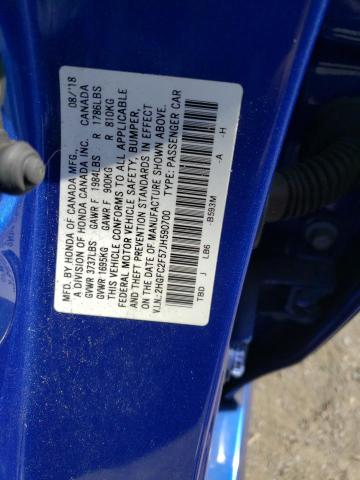 MFD. BY HONDA OF CANADA MFG., 08/'18
A DIVISION OF HONDA CANADA INC. CANADA
GVWR 3737LBS GAWR F 1984LBS R 1786LBS
GVWR 1695KG GAWR F 900KG R 810KG
THIS VEHICLE CONFORMS TO ALL APPLICABLE
FEDERAL MOTOR VEHICLE SAFETY, BUMPER,
AND THEFT PREVENTION STANDARDS IN EFFECT
ON THE DATE OF MANUFACTURE SHOWN ABOVE.
V.I.N.: 2HGFC2F57JH590700 TYPE: PASSENGER CAR
B593M -A -H
TBD J LB6